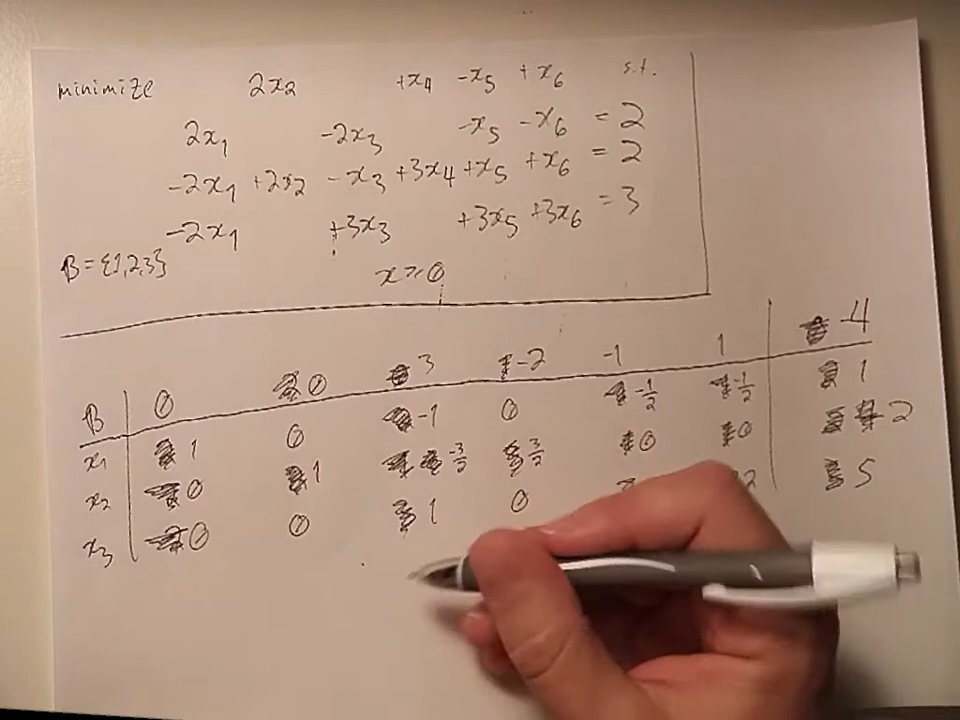 minimize 2x2 +x4 -x5 +x6 s.t.
2x1 -2x3 -x5 -x6 = 2
-2x1 +2x2 -x3 +3x4 +x5 +x6 = 2
-2x1 +3x3 +3x5 +3x6 = 3
B = {1,2,3}
x ≥ 0
B 0 0 3 -2 -1 1 -4
x1 1 0 -1 0 -1/2 -1/2 1
x2 0 1 -3/2 3/2 0 0 2
x3 0 0 1 0 2 5